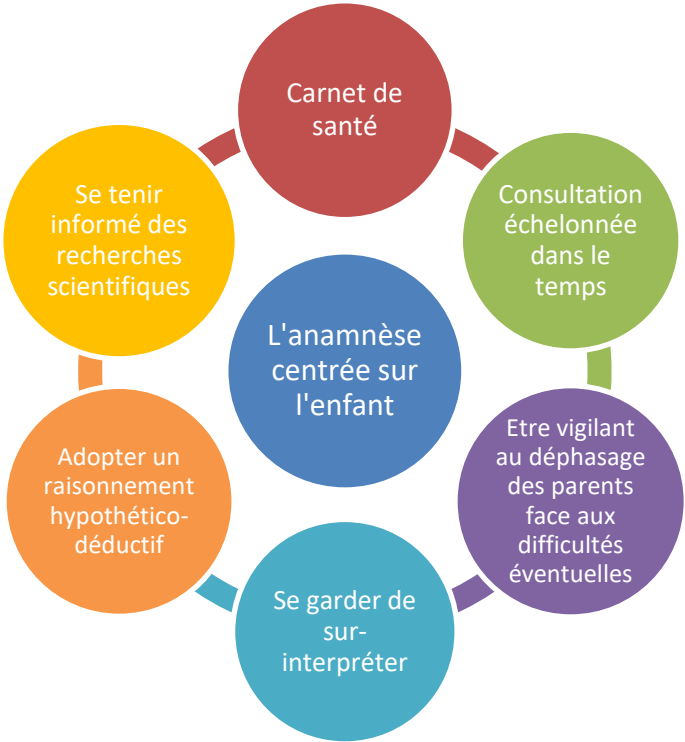 Carnet de
santé
Consultation
échelonnée
dans le
temps
Etre vigilant
au déphasage
des parents
face aux
difficultés
éventuelles
Se garder de
sur-
interpréter
Adopter un
raisonnement
hypothético-
déductif
Se tenir
informé des
recherches
scientifiques
L'anamnèse
centrée sur
l'enfant